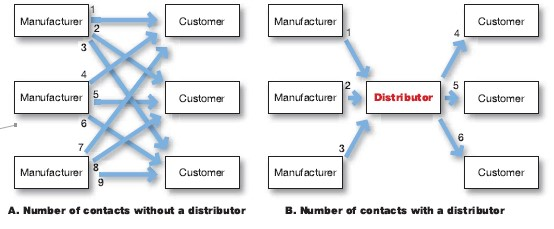 1
Manufacturer
Customer
2
3
4
Manufacturer
5
Customer
6
7
Manufacturer
8
Customer
9
A. Number of contacts without a distributor
Manufacturer
1
4
Customer
Manufacturer
2
Distributor
5
Customer
3
6
Manufacturer
Customer
B. Number of contacts with a distributor